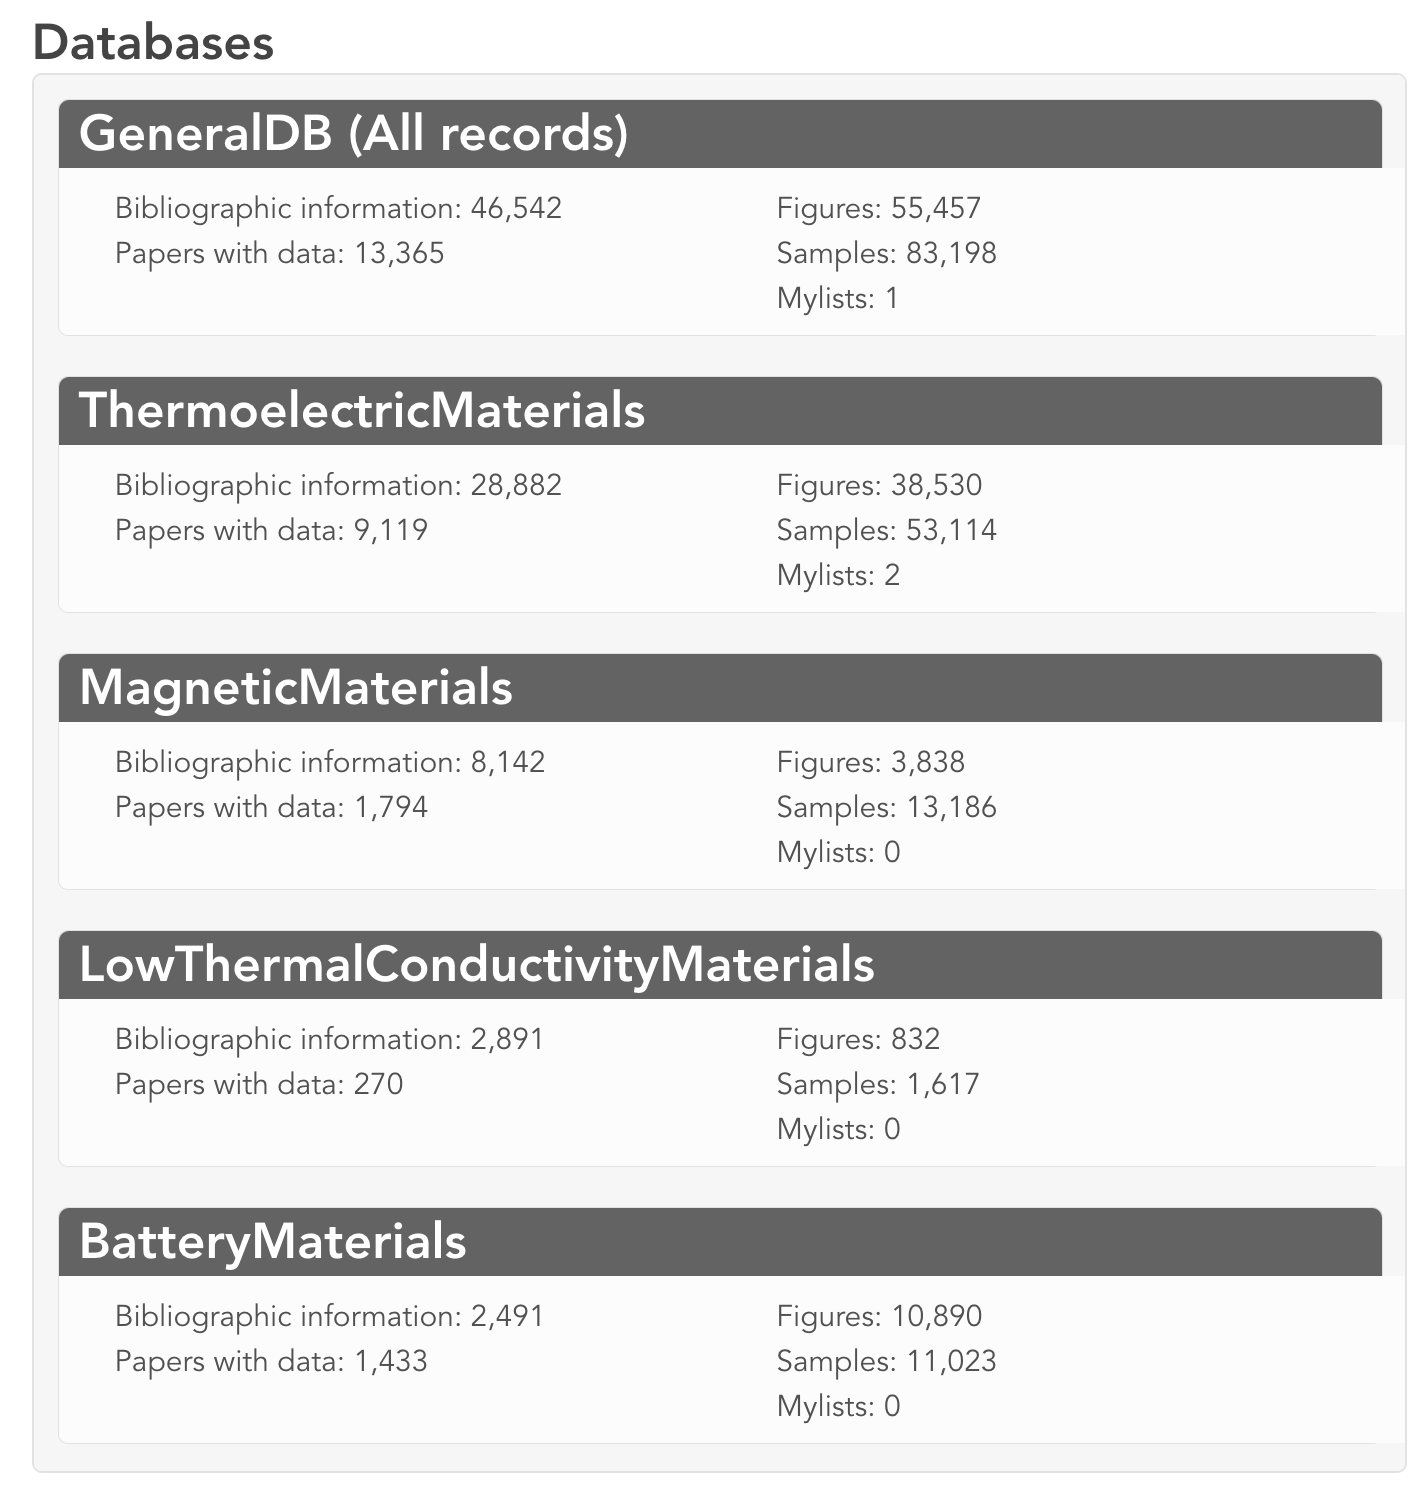 Databases
GeneralDB (All records)
Bibliographic information: 46,542
Papers with data: 13,365
Figures: 55,457
Samples: 83,198
Mylists: 1
ThermoelectricMaterials
Bibliographic information: 28,882
Papers with data: 9,119
Figures: 38,530
Samples: 53,114
Mylists: 2
MagneticMaterials
Bibliographic information: 8,142
Papers with data: 1,794
Figures: 3,838
Samples: 13,186
Mylists: 0
LowThermalConductivityMaterials
Bibliographic information: 2,891
Papers with data: 270
Figures: 832
Samples: 1,617
Mylists: 0
BatteryMaterials
Bibliographic information: 2,491
Papers with data: 1,433
Figures: 10,890
Samples: 11,023
Mylists: 0